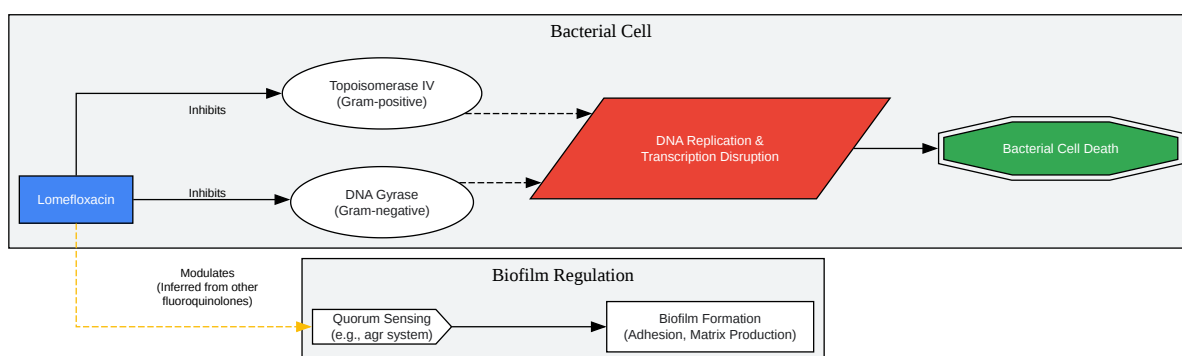 Bacterial Cell
Topoisomerase IV
(Gram-positive)
Inhibits
DNA Replication &
Transcription Disruption
Bacterial Cell Death
Lomefloxacin
Inhibits
DNA Gyrase
(Gram-negative)
Modulates
(Inferred from other
fluoroquinolones)
Biofilm Regulation
Quorum Sensing
(e.g., agr system)
Biofilm Formation
(Adhesion, Matrix Production)